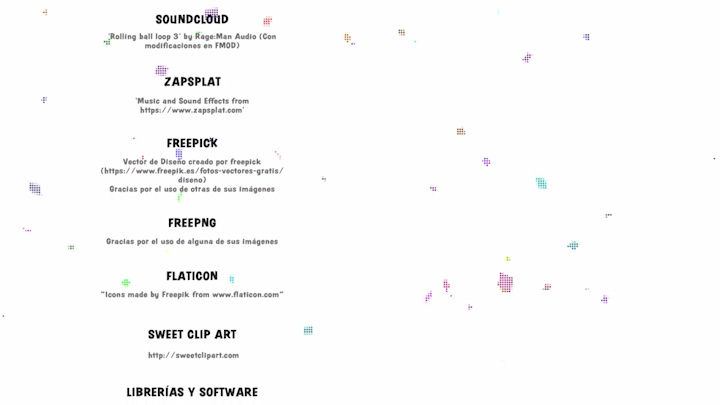 SOUNDCLOUD
'Rolling ball loop 3' by Rage:Man Audio (Con
modificaciones en FMOD)
ZAPSPLAT
'Music and Sound Effects from
https://www.zapsplat.com'
FREEPICK
Vector de Diseño creado por freepick
(https://www.freepik.es/fotos-vectores-gratis/
diseno)
Gracias por el uso de otras de sus imágenes
FREEPNG
Gracias por el uso de alguna de sus imágenes
FLATICON
"Icons made by Freepik from www.flaticon.com"
SWEET CLIP ART
http://sweetclipart.com
LIBRERÍAS Y SOFTWARE